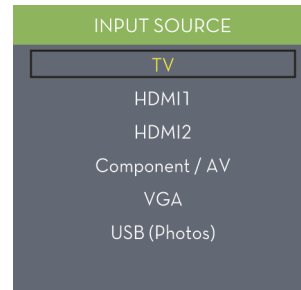 INPUT SOURCE
TV
HDMI1
HDMI2
Component / AV
VGA
USB (Photos)